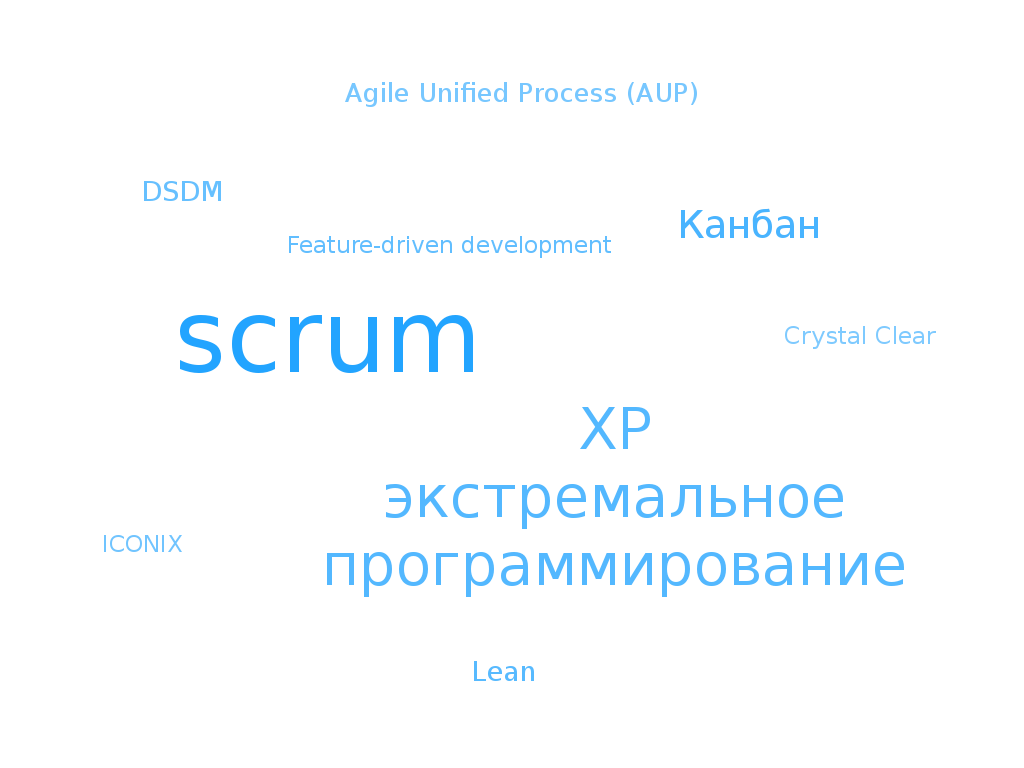 Agile Unified Process (AUP)
DSDM
Канбан
Feature-driven development
scrum
Crystal Clear
XP
экстремальное
программирование
ICONIX
Lean